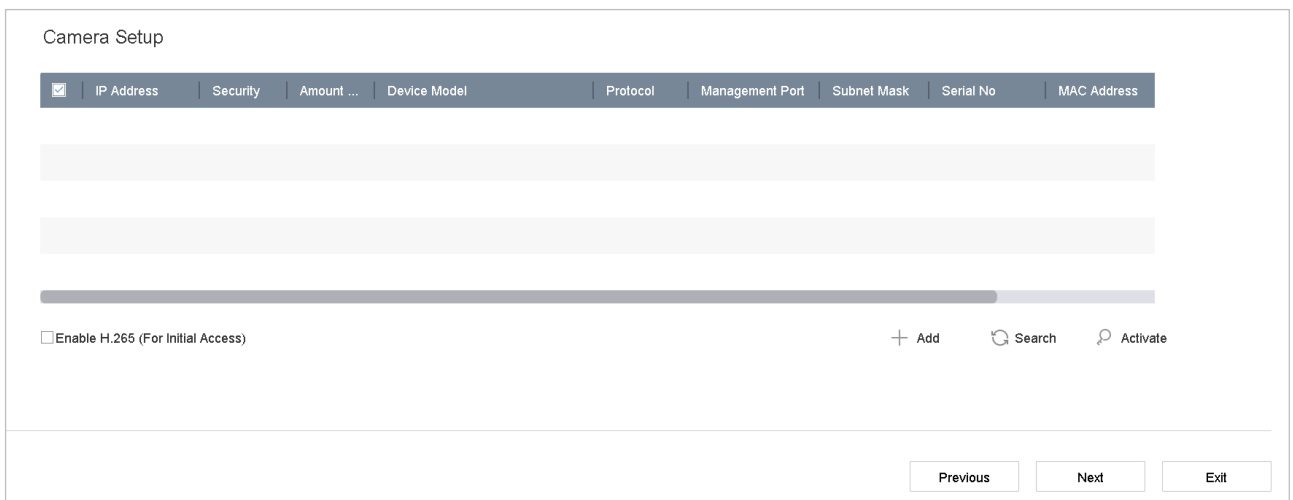 Camera Setup
IP Address Security Amount ... Device Model Protocol Management Port Subnet Mask Serial No MAC Address
Enable H.265 (For Initial Access) Add Search Activate
Previous Next Exit